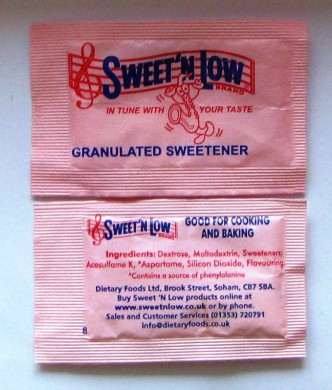 SWEET'N LOW
BRAND
IN TUNE WITH YOUR TASTE
GRANULATED SWEETENER
SWEET'N LOW
BRAND
GOOD FOR COOKING
AND BAKING
Ingredients: Dextrose, Maltodextrin, Sweeteners;
Acesulfame K, *Aspartame, Silicon Dioxide, Flavouring
*Contains a source of phenylalanine
Dietary Foods Ltd, Brook Street, Soham, CB7 5BA.
Buy Sweet 'N Low products online at
www.sweetnlow.co.uk or by phone.
Sales and Customer Services (01353) 720791
info@dietaryfoods.co.uk
8